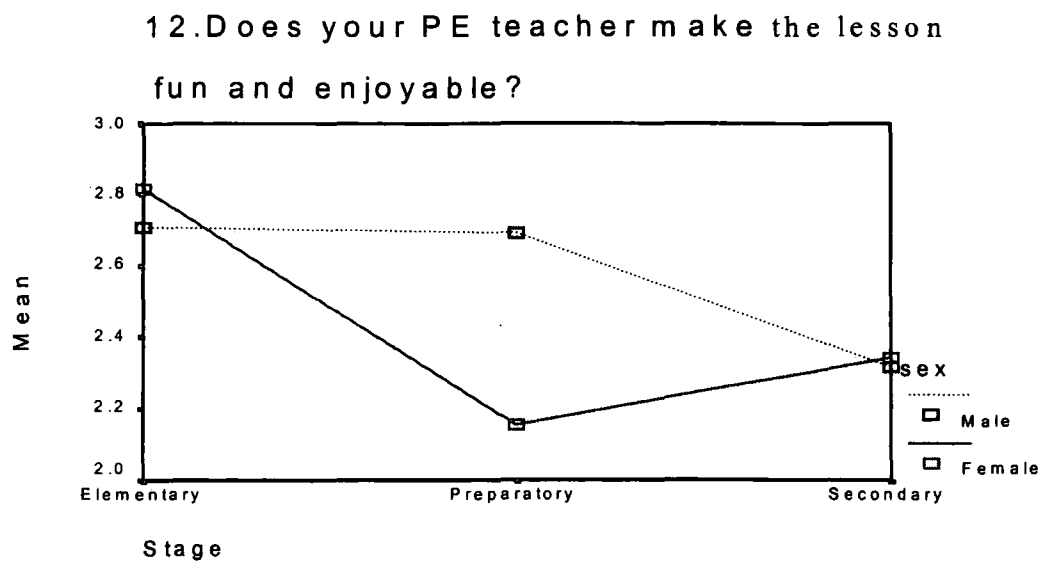 12.Does your PE teacher make the lesson
fun and enjoyable?
3.0
2.8
2.6
2.4
2.2
2.0
Mean
Elementary
Preparatory
Secondary
Stage
sex
Male
Female